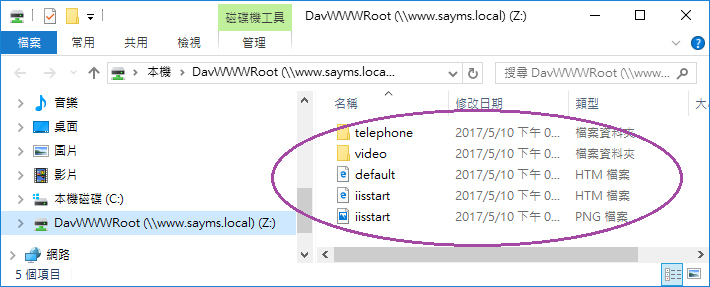 磁碟機工具 DavWWWRoot (\\www.sayms.local) (Z:)
檔案 常用 共用 檢視 管理
本機 DavWWWRoot (\\www.sayms.loca... 搜尋 DavWWWRoot (\\www...
名稱 修改日期 類型 大小
音樂
桌面
圖片
影片
本機磁碟 (C:)
DavWWWRoot (\\www.sayms.local) (Z:)
網路
telephone 2017/5/10 下午 0... 檔案資料夾
video 2017/5/10 下午 0... 檔案資料夾
default 2017/5/10 下午 0... HTM 檔案
iisstart 2017/5/10 下午 0... HTM 檔案
iisstart 2017/5/10 下午 0... PNG 檔案
5 個項目